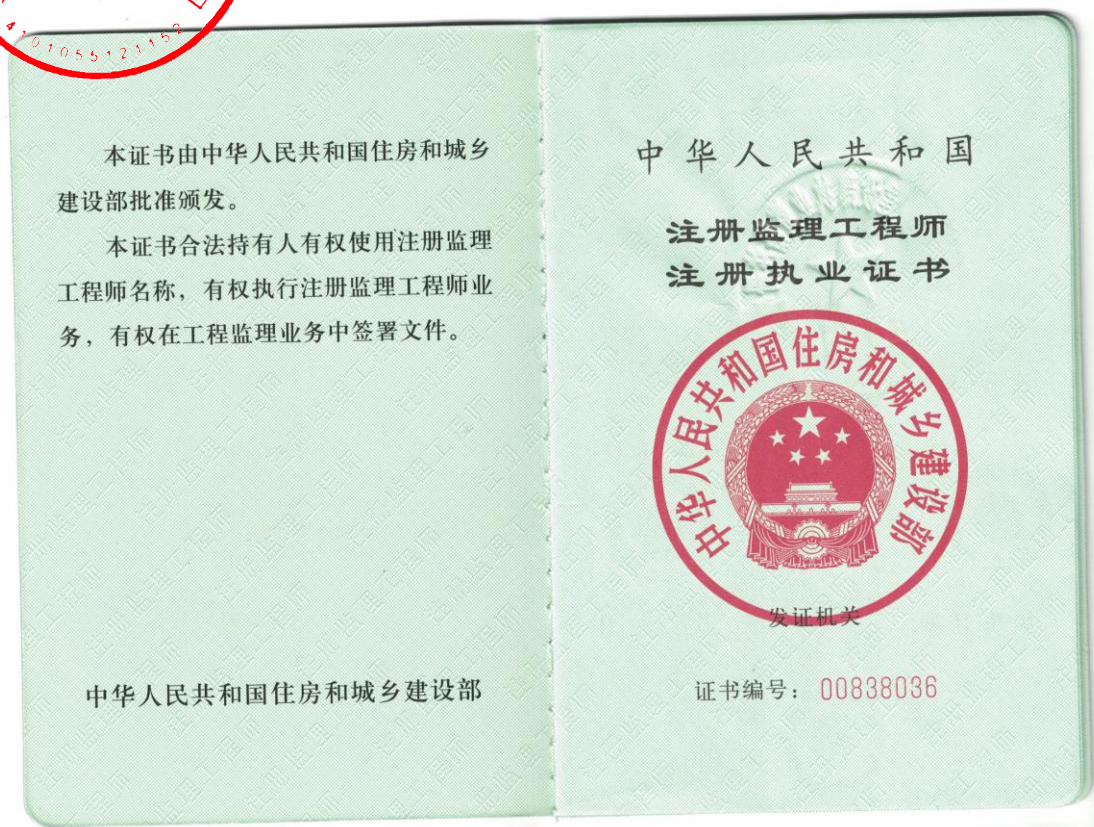 4101055121152
本证书由中华人民共和国住房和城乡
建设部批准颁发。
本证书合法持有人有权使用注册监理
工程师名称，有权执行注册监理工程师业
务，有权在工程监理业务中签署文件。
中华人民共和国住房和城乡建设部
中华人民共和国
注册监理工程师
注册执业证书
中华人民共和国住房和城乡建设部
发证机关
证书编号：00838036